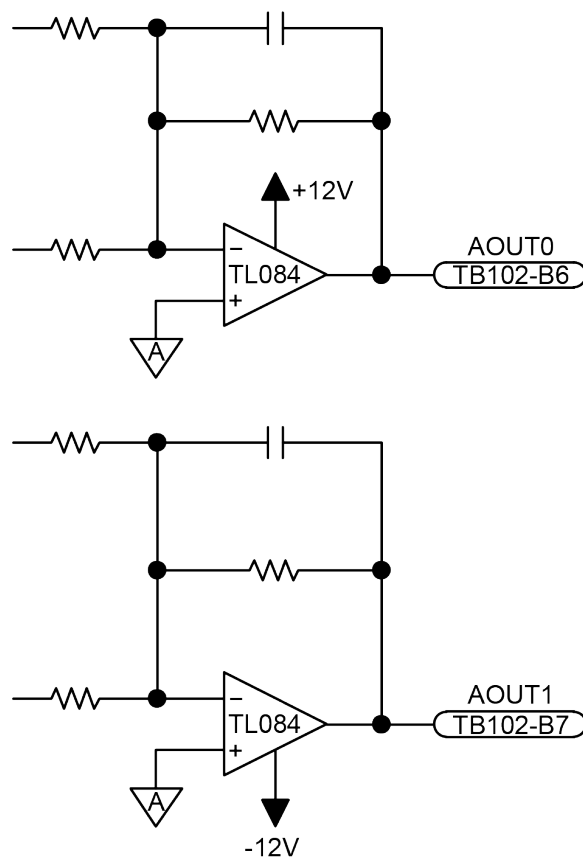 +12V
AOUT0
−
TL084
TB102-B6
+
A
AOUT1
−
TL084
TB102-B7
+
A
-12V